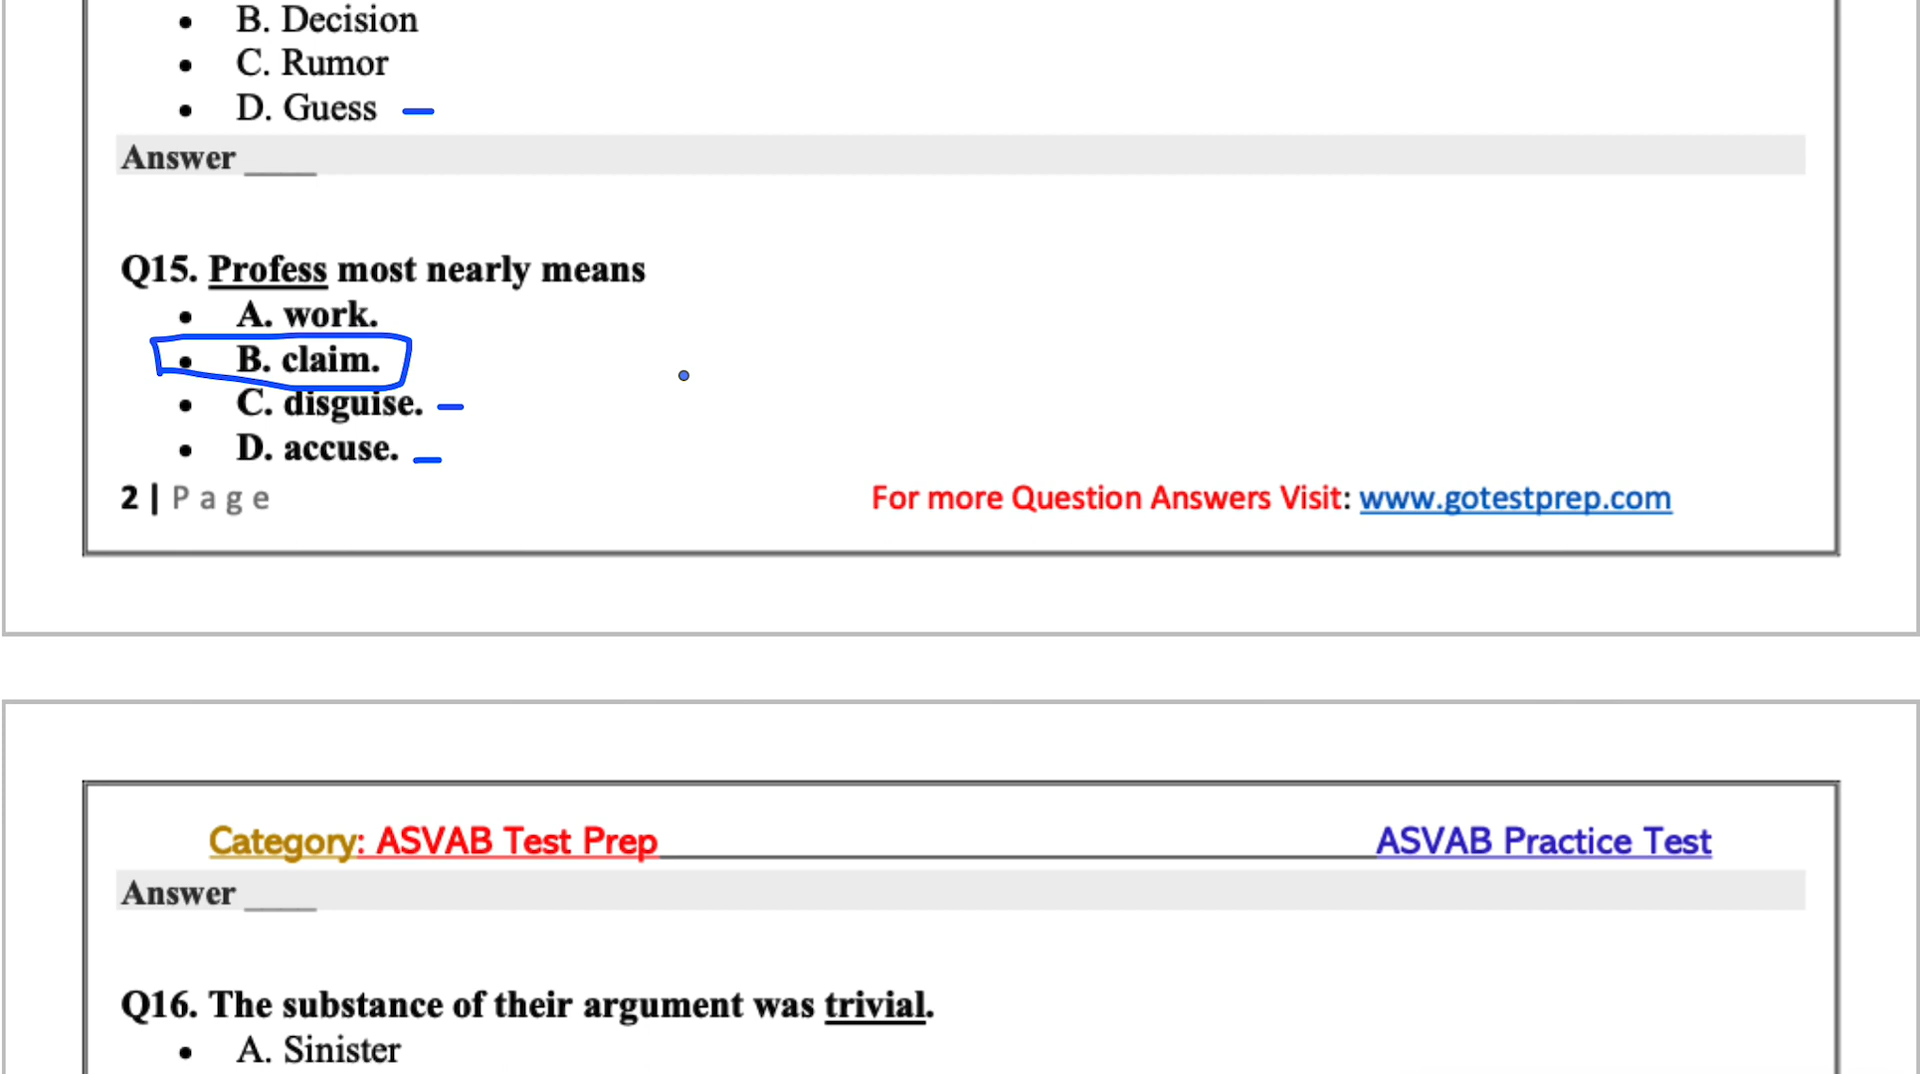 • B. Decision
• C. Rumor
• D. Guess
Answer ____
Q15. Profess most nearly means
• A. work.
• B. claim.
• C. disguise.
• D. accuse.
2 | Page For more Question Answers Visit: www.gotestprep.com
Category: ASVAB Test Prep ASVAB Practice Test
Answer ____
Q16. The substance of their argument was trivial.
• A. Sinister